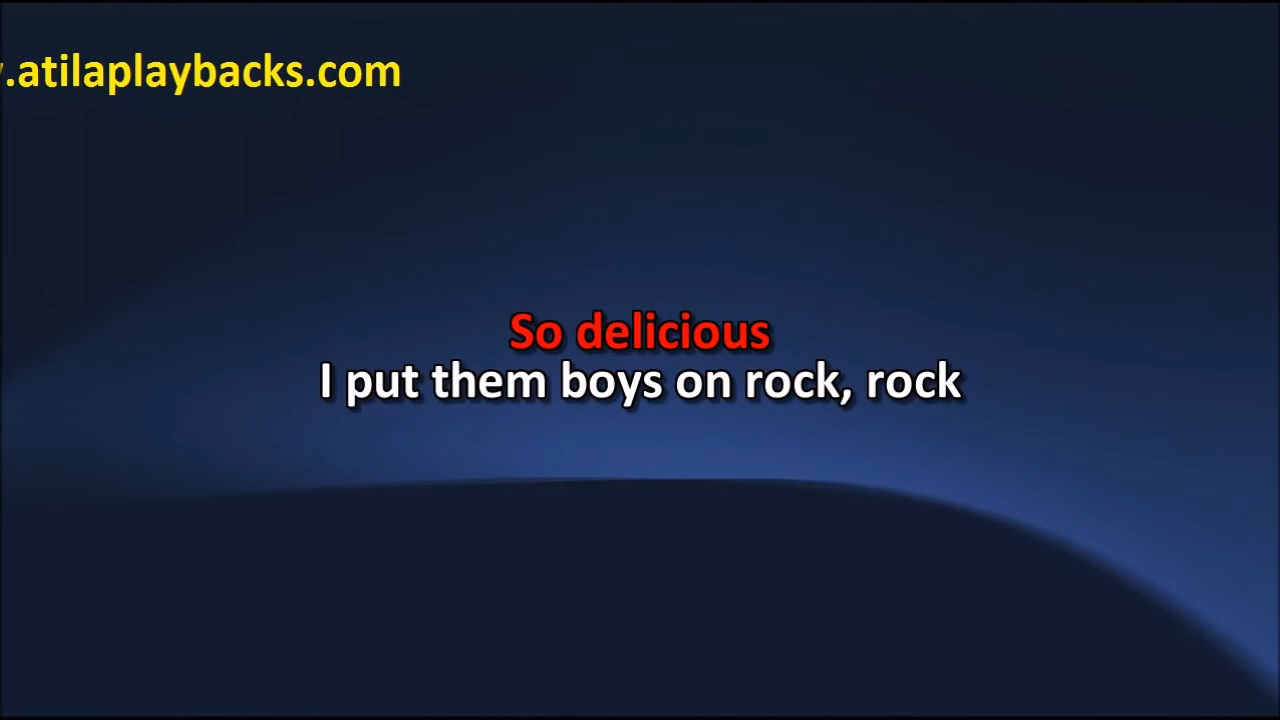 .atilaplaybacks.com
So delicious
I put them boys on rock, rock